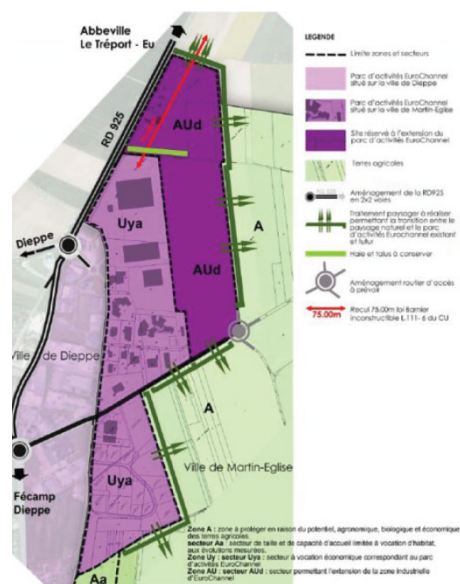 Abbeville
Le Tréport - Eu
RD 925
AUd
Uya
A
Dieppe
AUd
Ville de Dieppe
A
Ville de Martin-Eglise
Uya
Fécamp
Dieppe
Aa
LEGENDE
Limite zones et secteurs
Parc d'activités EuroChannel
situé sur la ville de Dieppe
Parc d'activités EuroChannel
situé sur la ville de Martin-Eglise
Site réservé à l'extension du
parc d'activités EuroChannel
Terres agricoles
Aménagement de la RD925
en 2x2 voies
Traitement paysager à réaliser
permettant la transition entre le
paysage naturel et le parc
d'activités Eurochannel existant
et futur
Haie et talus à conserver
Aménagement routier d'accès
à prévoir
75.00m
Recul 75.00m loi Barnier
inconstructible L.111- 6 du CU
Zone A : zone à protéger en raison du potentiel, agronomique, biologique et économique
des terres agricoles.
secteur Aa : secteur de taille et de capacité d'accueil limitée à vocation d'habitat,
aux évolutions mesurées.
Zone Uy : secteur Uya : secteur à vocation économique correspondant au parc
d'activités EuroChannel
Zone AU : secteur AUd : secteur permettant l'extension de la zone industrielle
d'EuroChannel